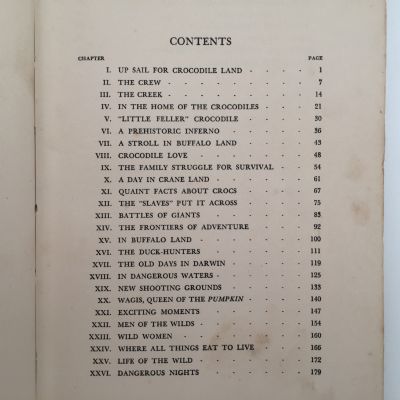 CONTENTS
CHAPTER PAGE
I. UP SAIL FOR CROCODILE LAND . . . . 1
II. THE CREW . . . . . . . . 7
III. THE CREEK . . . . . . . . 14
IV. IN THE HOME OF THE CROCODILES . . . . 21
V. "LITTLE FELLER" CROCODILE . . . . 30
VI. A PREHISTORIC INFERNO . . . . . 36
VII. A STROLL IN BUFFALO LAND . . . . 43
VIII. CROCODILE LOVE . . . . . . 48
IX. THE FAMILY STRUGGLE FOR SURVIVAL . . . 54
X. A DAY IN CRANE LAND . . . . . 61
XI. QUAINT FACTS ABOUT CROCS . . . . 67
XII. THE "SLAVES" PUT IT ACROSS . . . . 75
XIII. BATTLES OF GIANTS . . . . . . 83
XIV. THE FRONTIERS OF ADVENTURE . . . . 92
XV. IN BUFFALO LAND . . . . . . 100
XVI. THE DUCK-HUNTERS . . . . . . 111
XVII. THE OLD DAYS IN DARWIN . . . . . 119
XVIII. IN DANGEROUS WATERS . . . . . 125
XIX. NEW SHOOTING GROUNDS . . . . . 133
XX. WAGIS, QUEEN OF THE PUMPKIN . . . . 140
XXI. EXCITING MOMENTS . . . . . . 147
XXII. MEN OF THE WILDS . . . . . . 154
XXIII. WILD WOMEN . . . . . . . 160
XXIV. WHERE ALL THINGS EAT TO LIVE . . . . 166
XXV. LIFE OF THE WILD . . . . . . 172
XXVI. DANGEROUS NIGHTS . . . . . . 179